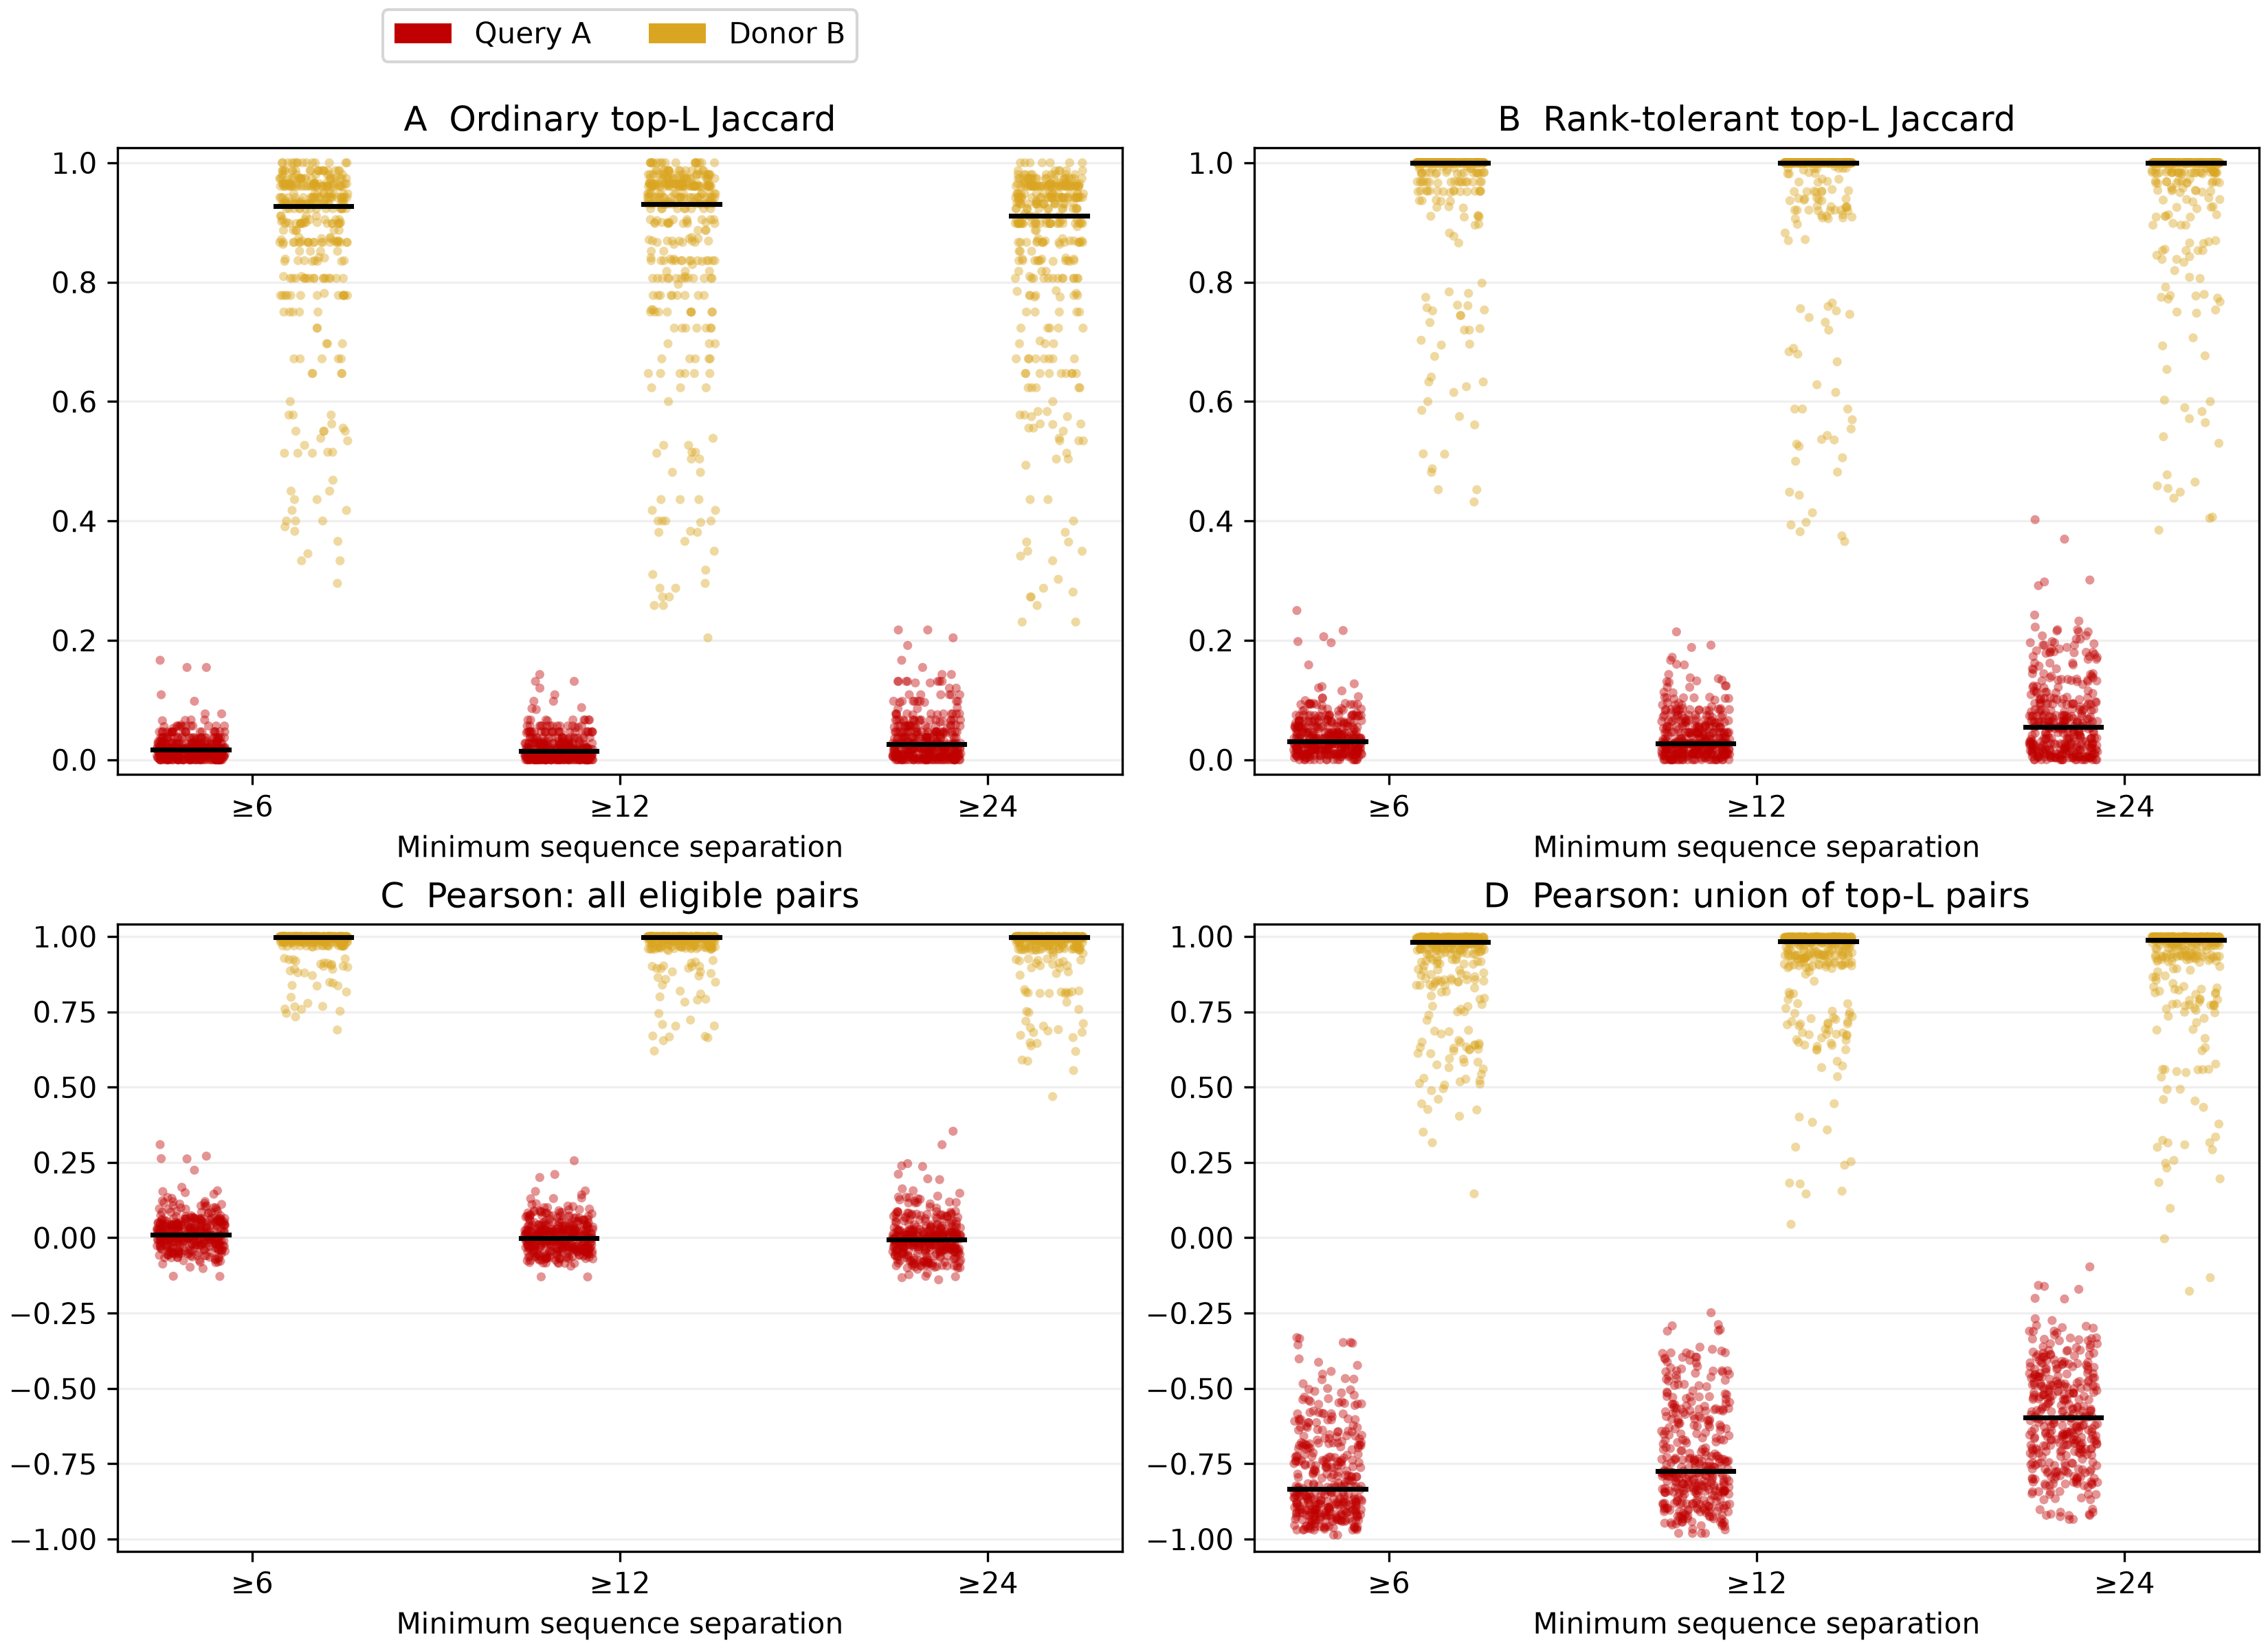 Query A Donor B
A Ordinary top-L Jaccard
1.0
0.8
0.6
0.4
0.2
0.0
≥6 ≥12 ≥24
Minimum sequence separation
B Rank-tolerant top-L Jaccard
1.0
0.8
0.6
0.4
0.2
0.0
≥6 ≥12 ≥24
Minimum sequence separation
C Pearson: all eligible pairs
1.00
0.75
0.50
0.25
0.00
−0.25
−0.50
−0.75
−1.00
≥6 ≥12 ≥24
Minimum sequence separation
D Pearson: union of top-L pairs
1.00
0.75
0.50
0.25
0.00
−0.25
−0.50
−0.75
−1.00
≥6 ≥12 ≥24
Minimum sequence separation